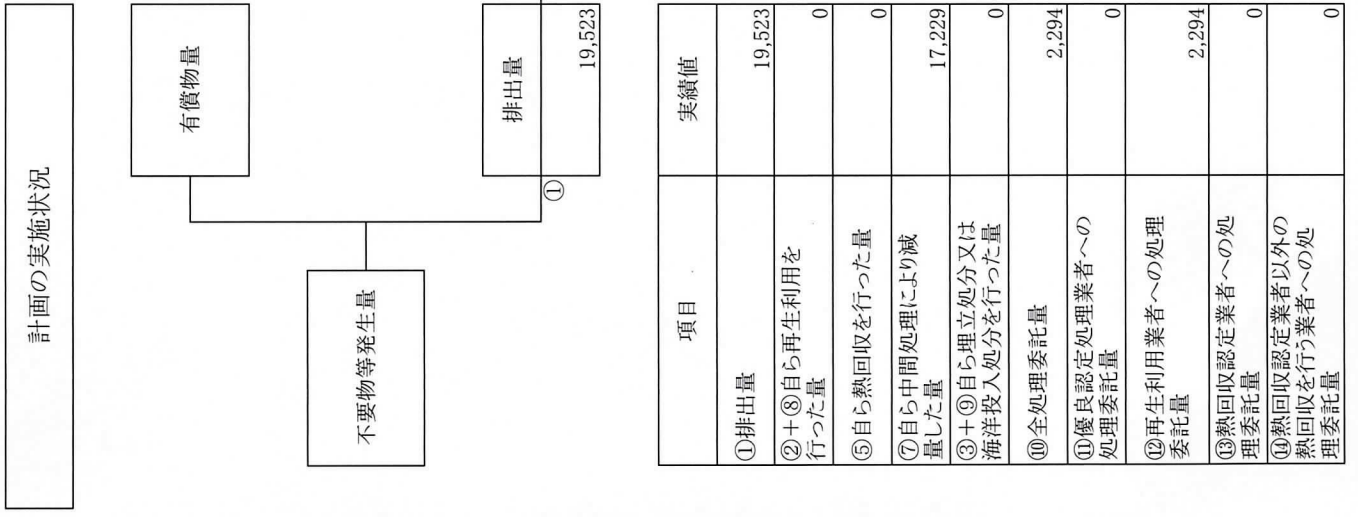 計画の実施状況
有償物量
不要物等発生量
排出量
①
19,523
項目
実績値
①排出量
19,523
②+⑧自ら再生利用を
行った量
0
⑤自ら熱回収を行った量
0
⑦自ら中間処理により減
量した量
17,229
③+⑨自ら埋立処分又は
海洋投入処分を行った量
0
⑩全処理委託量
2,294
⑪優良認定処理業者への
処理委託量
0
⑫再生利用業者への処理
委託量
2,294
⑬熱回収認定業者への処
理委託量
0
⑭熱回収認定業者以外の
熱回収を行う業者への処
理委託量
0